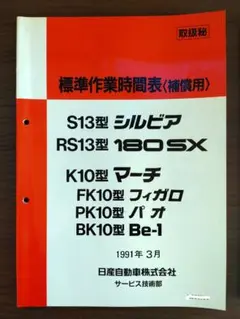 取扱秘
標準作業時間表〈補償用〉
S13型 シルビア
RS13型 180SX
K10型 マーチ
FK10型 フィガロ
PK10型 パオ
BK10型 Be-1
1991年 3月
日産自動車株式会社
サービス技術部